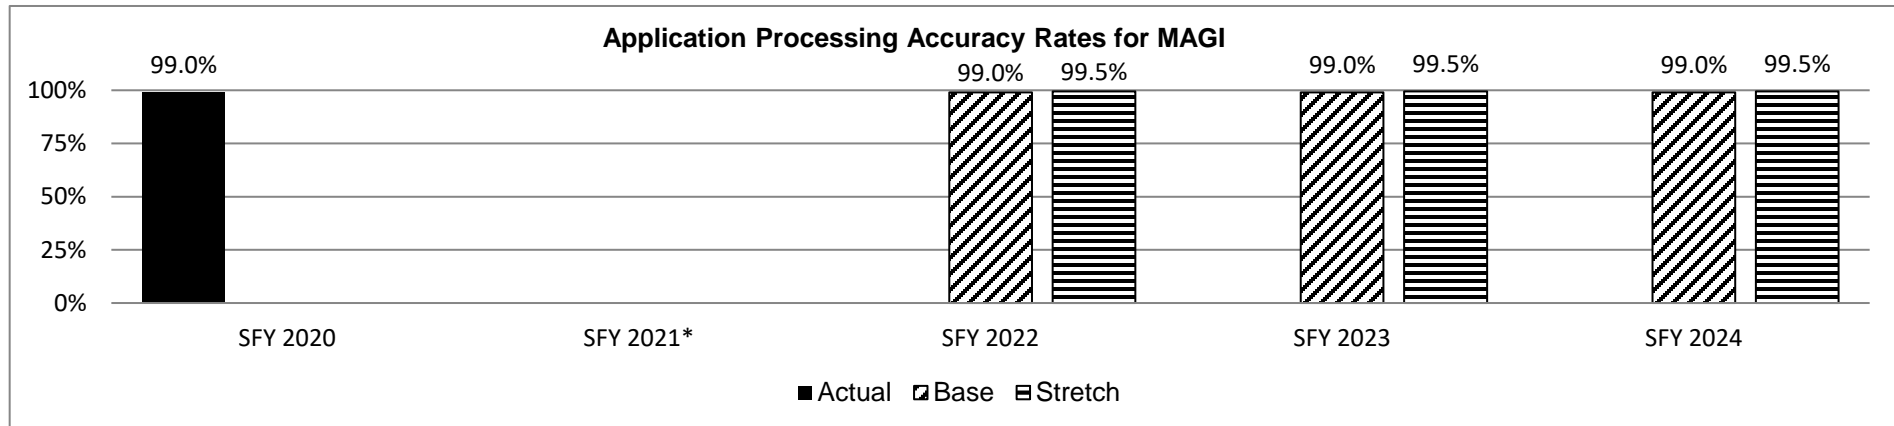 Application Processing Accuracy Rates for MAGI
99.0% 99.0% 99.5% 99.0% 99.5% 99.0% 99.5%
100%
75%
50%
25%
0%
SFY 2020 SFY 2021* SFY 2022 SFY 2023 SFY 2024
Actual Base Stretch